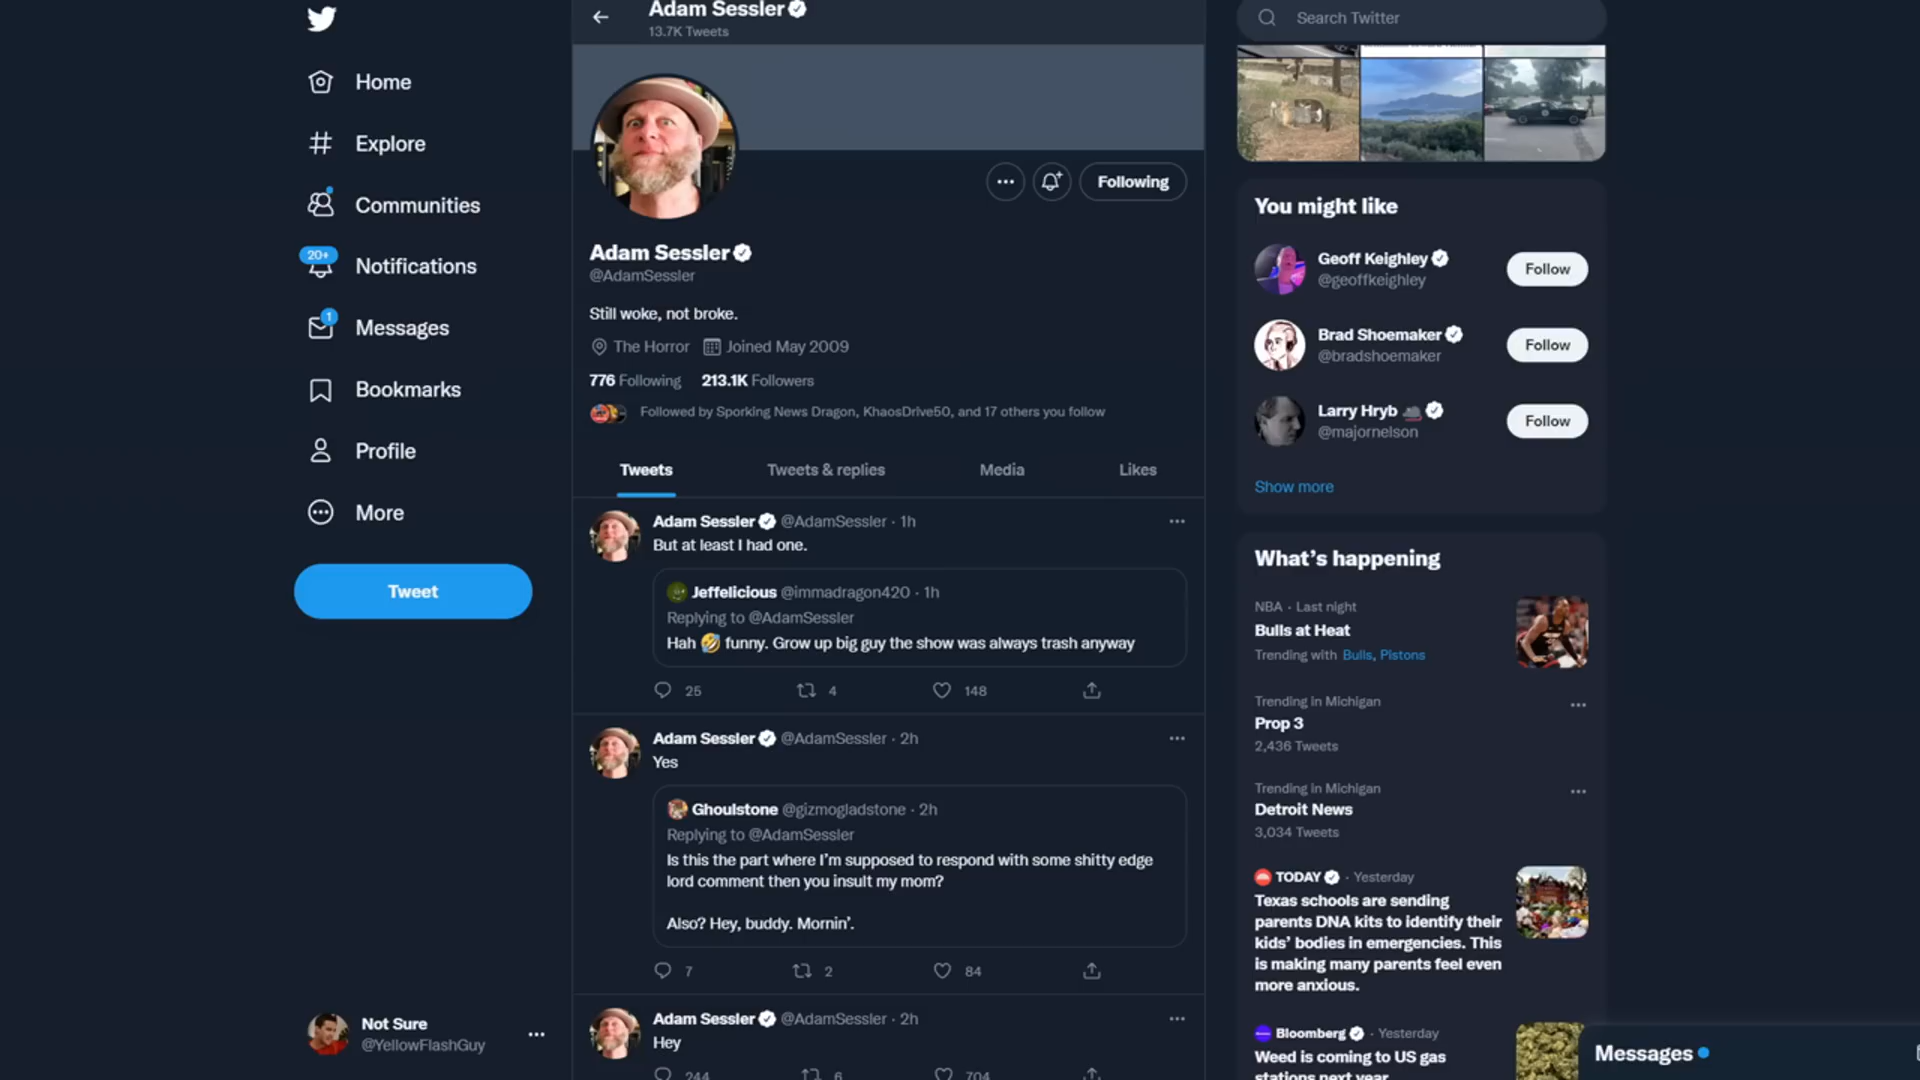 Home
Explore
Communities
20+
Notifications
1
Messages
Bookmarks
Profile
More
Tweet
Not Sure
@YellowFlashGuy
Adam Sessler
13.7K Tweets
Following
Adam Sessler
@AdamSessler
Still woke, not broke.
The Horror Joined May 2009
776 Following 213.1K Followers
Followed by Sporking News Dragon, KhaosDrive50, and 17 others you follow
Tweets Tweets & replies Media Likes
Adam Sessler @AdamSessler · 1h
But at least I had one.
Jeffelicious @immadragon420 · 1h
Replying to @AdamSessler
Hah 🤣 funny. Grow up big guy the show was always trash anyway
25 4 148
Adam Sessler @AdamSessler · 2h
Yes
Ghoulstone @gizmogladstone · 2h
Replying to @AdamSessler
Is this the part where I'm supposed to respond with some shitty edge
lord comment then you insult my mom?
Also? Hey, buddy. Mornin'.
7 2 84
Adam Sessler @AdamSessler · 2h
Hey
244 6 704
Search Twitter
You might like
Geoff Keighley
@geoffkeighley
Follow
Brad Shoemaker
@bradshoemaker
Follow
Larry Hryb
@majornelson
Follow
Show more
What's happening
NBA · Last night
Bulls at Heat
Trending with Bulls, Pistons
Trending in Michigan
Prop 3
2,436 Tweets
Trending in Michigan
Detroit News
3,034 Tweets
TODAY · Yesterday
Texas schools are sending
parents DNA kits to identify their
kids' bodies in emergencies. This
is making many parents feel even
more anxious.
Bloomberg · Yesterday
Weed is coming to US gas
stations next year
Messages